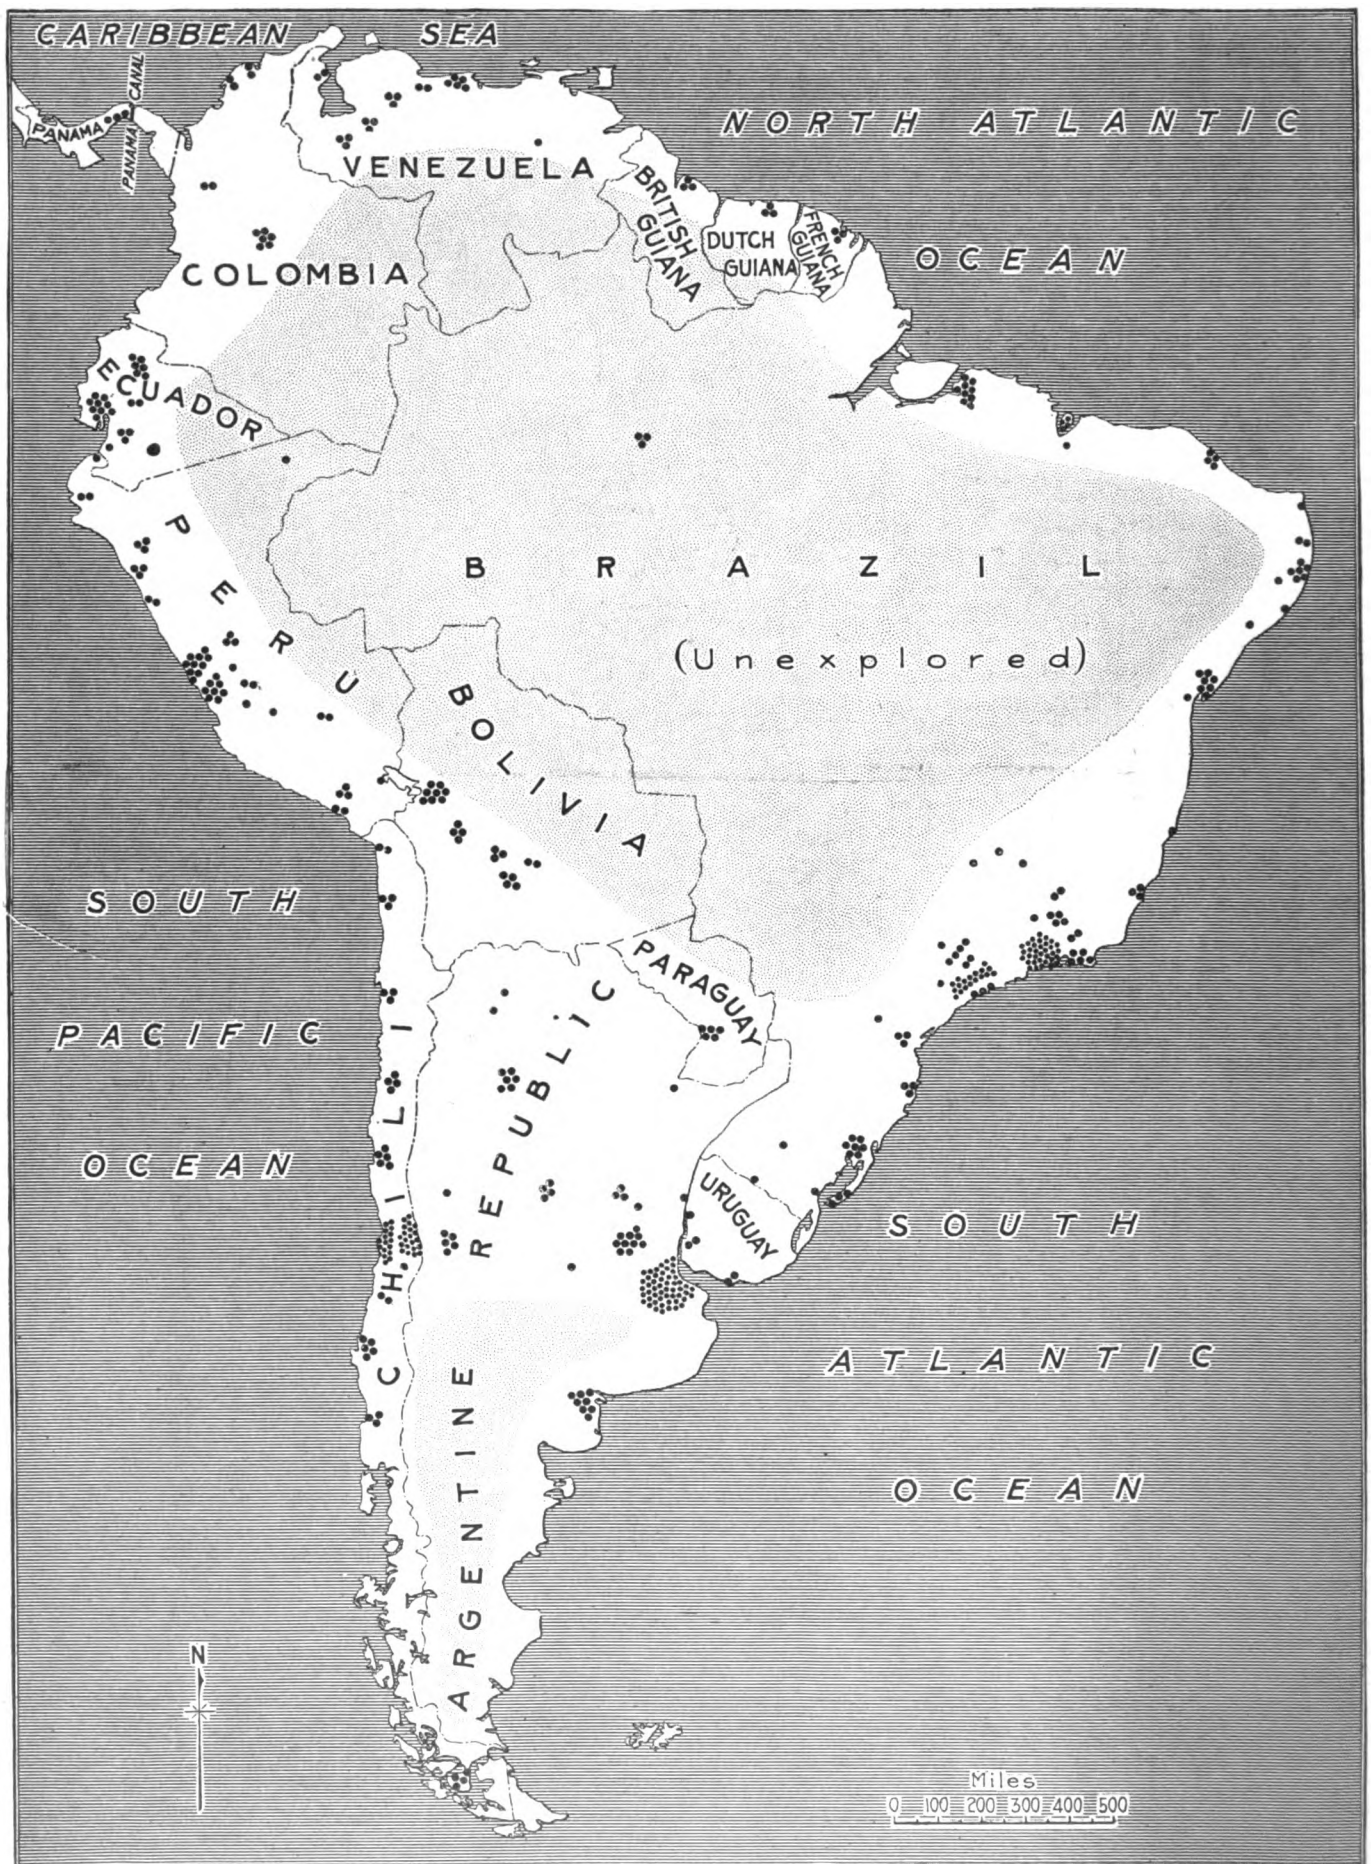 CARIBBEAN SEA
PANAMA
PANAMA CANAL
NORTH ATLANTIC
OCEAN
VENEZUELA
BRITISH
GUIANA
DUTCH
GUIANA
FRENCH
GUIANA
COLOMBIA
ECUADOR
PERU
BRAZIL
(Unexplored)
BOLIVIA
SOUTH
PACIFIC
OCEAN
PARAGUAY
CHILI
ARGENTINE REPUBLIC
URUGUAY
SOUTH
ATLANTIC
OCEAN
N
Miles
0 100 200 300 400 500